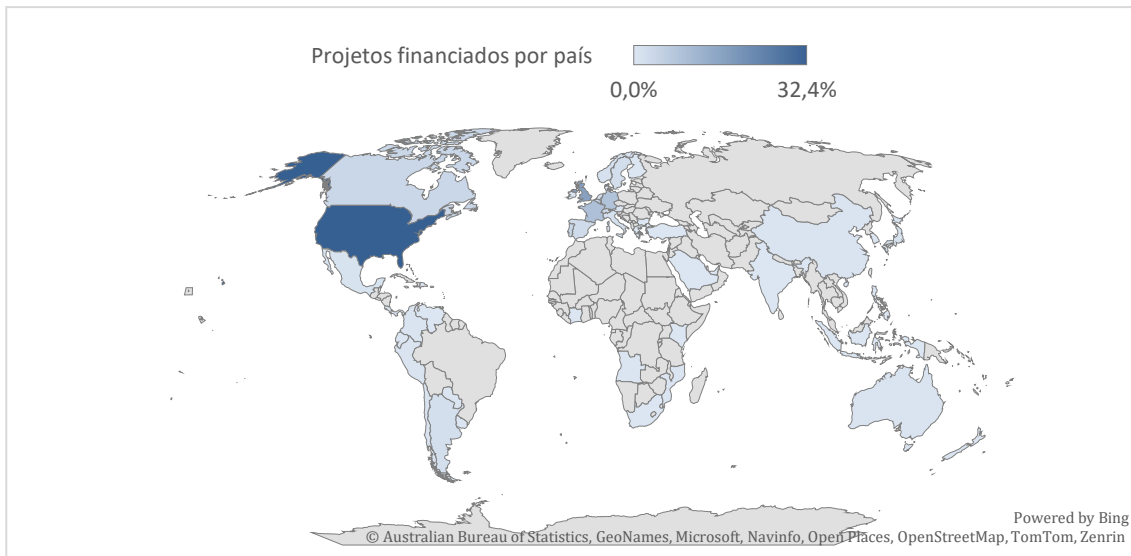 Projetos financiados por país
0,0% 32,4%
Powered by Bing
© Australian Bureau of Statistics, GeoNames, Microsoft, Navinfo, Open Places, OpenStreetMap, TomTom, Zenrin